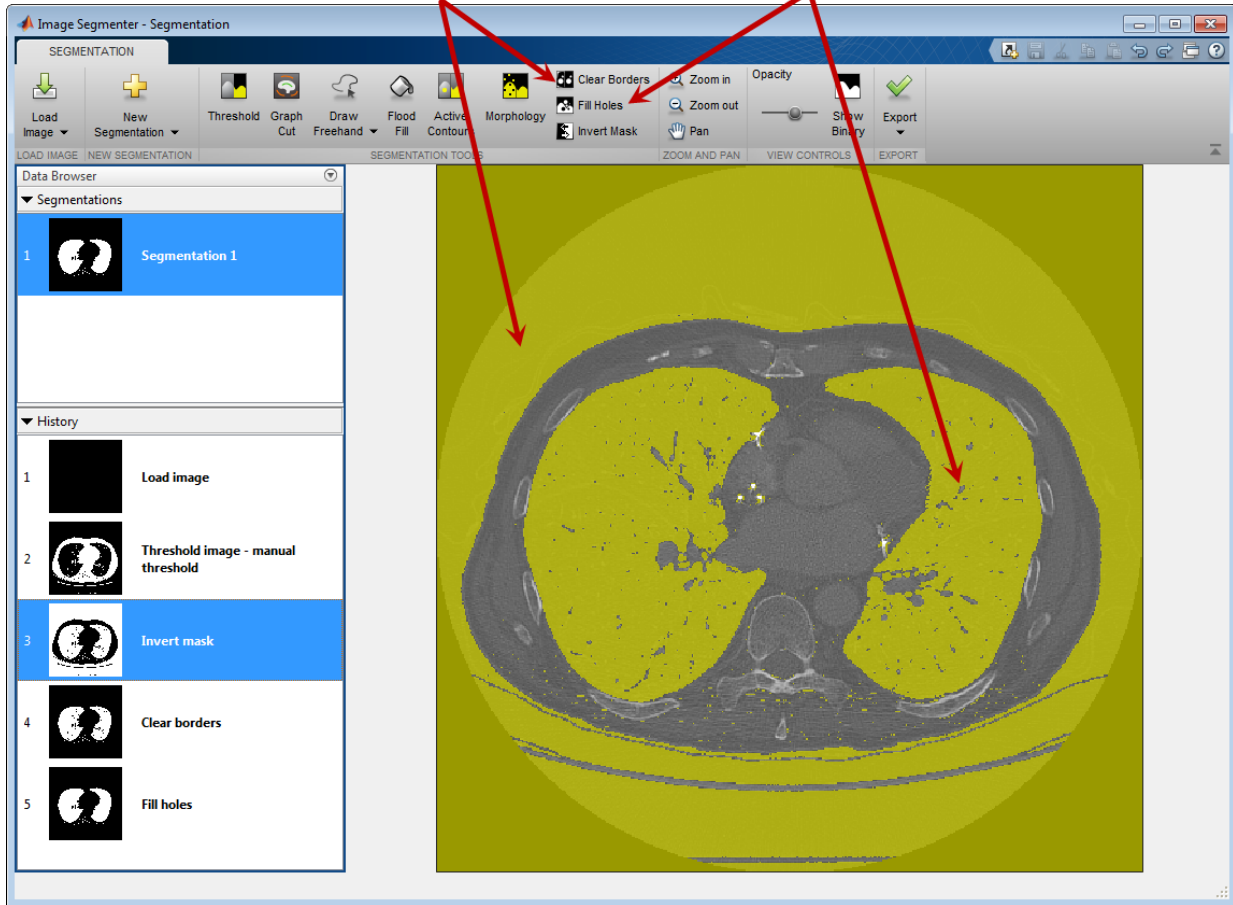 Image Segmenter - Segmentation
SEGMENTATION
Load Image
New Segmentation
Threshold
Graph Cut
Draw Freehand
Flood Fill
Active Contours
Morphology
Clear Borders
Fill Holes
Invert Mask
Zoom in
Zoom out
Pan
Opacity
Show Binary
Export
LOAD IMAGE
NEW SEGMENTATION
SEGMENTATION TOOLS
ZOOM AND PAN
VIEW CONTROLS
EXPORT
Data Browser
Segmentations
1
Segmentation 1
History
1
Load image
2
Threshold image - manual
threshold
3
Invert mask
4
Clear borders
5
Fill holes